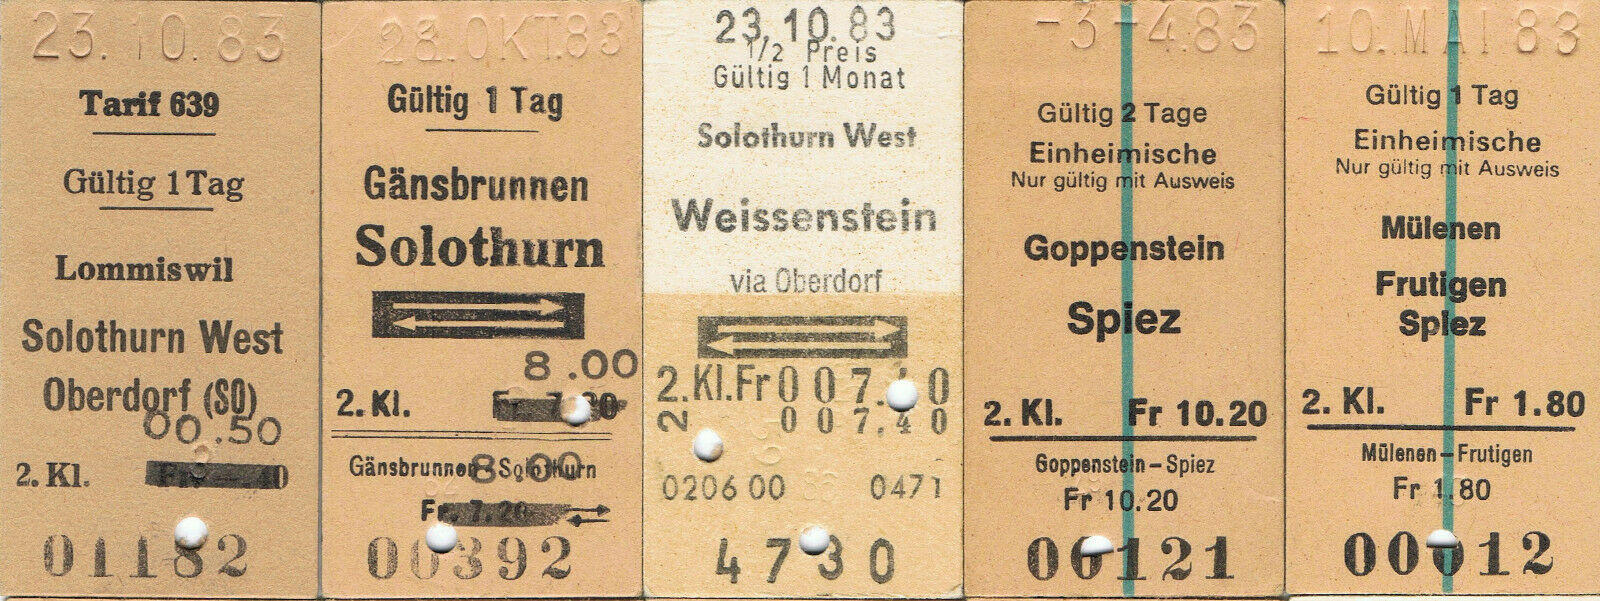 23.10.83
Tarif 639
Gültig 1 Tag
Lommiswil
Solothurn West
Oberdorf (SO)
00.50
2. Kl. Fr. -.40
01182
28.OKT.83
Gültig 1 Tag
Gänsbrunnen
Solothurn
8.00
2. Kl. Fr 7.20
Gänsbrunnen - Solothurn
8.00
Fr. 7.20
00392
23.10.83
1/2 Preis
Gültig 1 Monat
Solothurn West
Weissenstein
via Oberdorf
2.Kl.Fr 007.40
2 007.40
020600 0471
4730
-3-4.83
Gültig 2 Tage
Einheimische
Nur gültig mit Ausweis
Goppenstein
Spiez
2. Kl. Fr 10.20
Goppenstein – Spiez
Fr 10.20
00121
10. MAI 83
Gültig 1 Tag
Einheimische
Nur gültig mit Ausweis
Mülenen
Frutigen
Spiez
2. Kl. Fr 1.80
Mülenen – Frutigen
Fr 1.80
00012